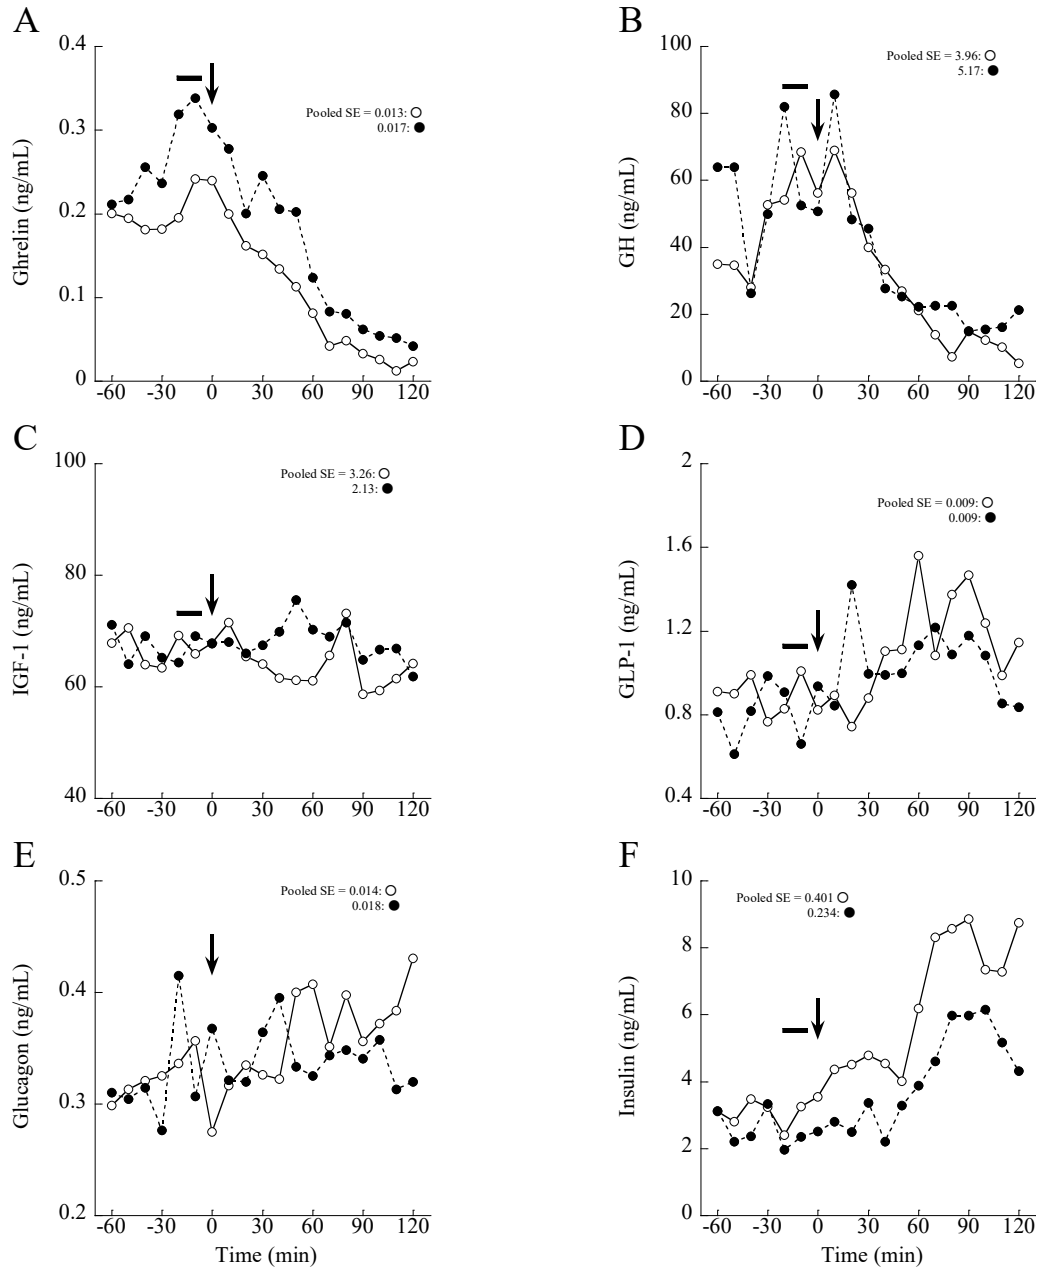 A
0.4
0.3
0.2
0.1
0
Ghrelin (ng/mL)
Pooled SE = 0.013:
0.017:
-60 -30 0 30 60 90 120
B
100
80
60
40
20
0
GH (ng/mL)
Pooled SE = 3.96:
5.17:
-60 -30 0 30 60 90 120
C
100
80
60
40
IGF-1 (ng/mL)
Pooled SE = 3.26:
2.13:
-60 -30 0 30 60 90 120
D
2
1.6
1.2
0.8
0.4
GLP-1 (ng/mL)
Pooled SE = 0.009:
0.009:
-60 -30 0 30 60 90 120
E
0.5
0.4
0.3
0.2
Glucagon (ng/mL)
Pooled SE = 0.014:
0.018:
-60 -30 0 30 60 90 120
Time (min)
F
10
8
6
4
2
0
Insulin (ng/mL)
Pooled SE = 0.401
0.234:
-60 -30 0 30 60 90 120
Time (min)